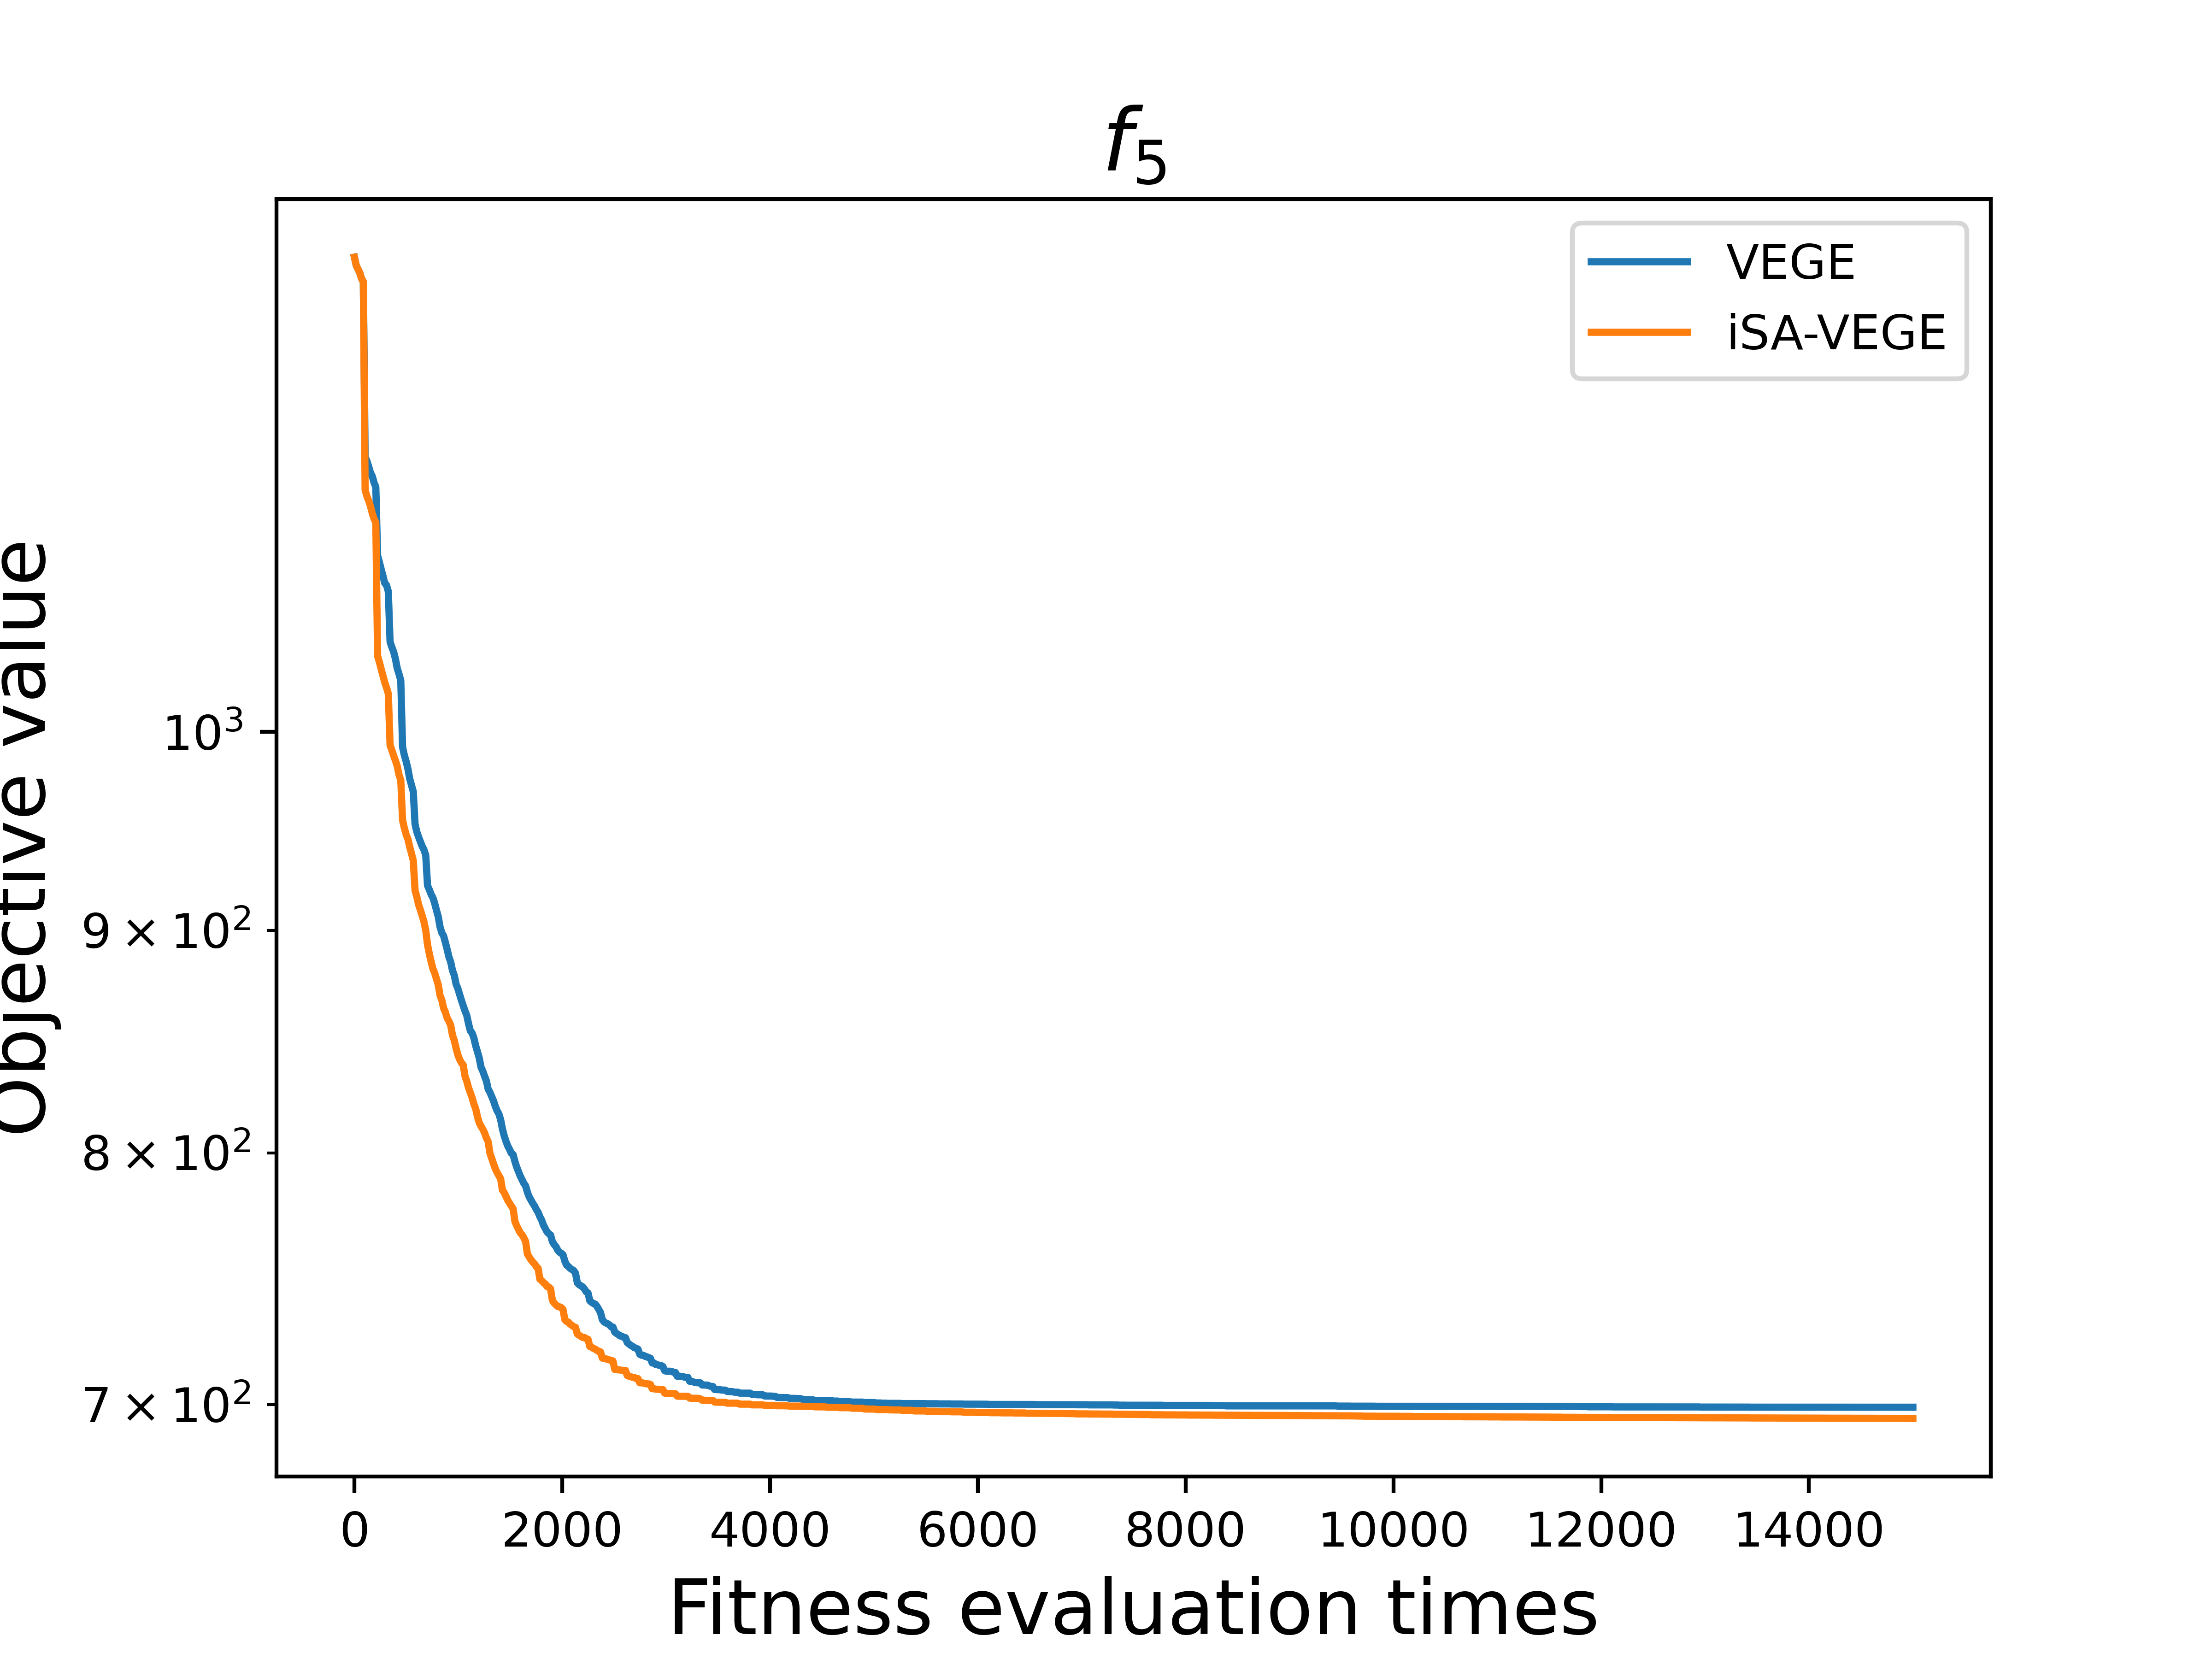 f₅
VEGE
iSA-VEGE
Objective value
10³
9 × 10²
8 × 10²
7 × 10²
0 2000 4000 6000 8000 10000 12000 14000
Fitness evaluation times